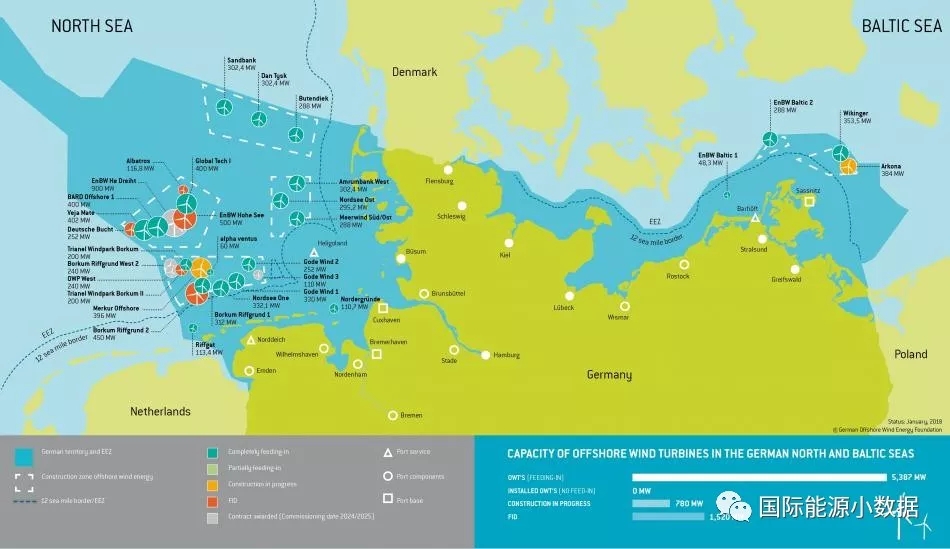 NORTH SEA
BALTIC SEA
Denmark
Sandbank
302,4 MW
Dan Tysk
302,4 MW
Butendiek
288 MW
Albatros
116,8 MW
Global Tech I
400 MW
EnBW He Dreiht
900 MW
BARD Offshore 1
400 MW
Veja Mate
402 MW
Deutsche Bucht
252 MW
EnBW Hohe See
500 MW
Amrumbank West
302,4 MW
Nordsee Ost
295,2 MW
Meerwind Süd/Ost
288 MW
Trianel Windpark Borkum
200 MW
Borkum Riffgrund West 2
240 MW
OWP West
240 MW
Trianel Windpark Borkum II
200 MW
Merkur Offshore
396 MW
Borkum Riffgrund 2
450 MW
alpha ventus
60 MW
Helgoland
Gode Wind 2
252 MW
Gode Wind 3
110 MW
Gode Wind 1
330 MW
Nordsee One
332,1 MW
Nordergründe
110,7 MW
Borkum Riffgrund 1
312 MW
Riffgat
113,4 MW
EEZ
12 sea mile border
EnBW Baltic 2
288 MW
Wikinger
353,5 MW
EnBW Baltic 1
48,3 MW
Arkona
384 MW
EEZ
12 sea mile border
Flensburg
Schleswig
Kiel
Büsum
Brunsbüttel
Cuxhaven
Bremerhaven
Norddeich
Wilhelmshaven
Emden
Nordenham
Stade
Hamburg
Bremen
Lübeck
Wismar
Rostock
Barhöft
Stralsund
Sassnitz
Greifswald
Netherlands
Germany
Poland
Status: January, 2018
© German Offshore Wind Energy Foundation
German territory and EEZ
Construction zone offshore wind energy
12 sea mile border/EEZ
Completely feeding-in
Partially feeding-in
Construction in progress
FID
Contract awarded (Commissioning date 2024/2025)
Port service
Port components
Port base
CAPACITY OF OFFSHORE WIND TURBINES IN THE GERMAN NORTH AND BALTIC SEAS
OWT'S (FEEDING-IN) 5,387 MW
INSTALLED OWT'S (NO FEED-IN) 0 MW
CONSTRUCTION IN PROGRESS 780 MW
FID
国际能源小数据